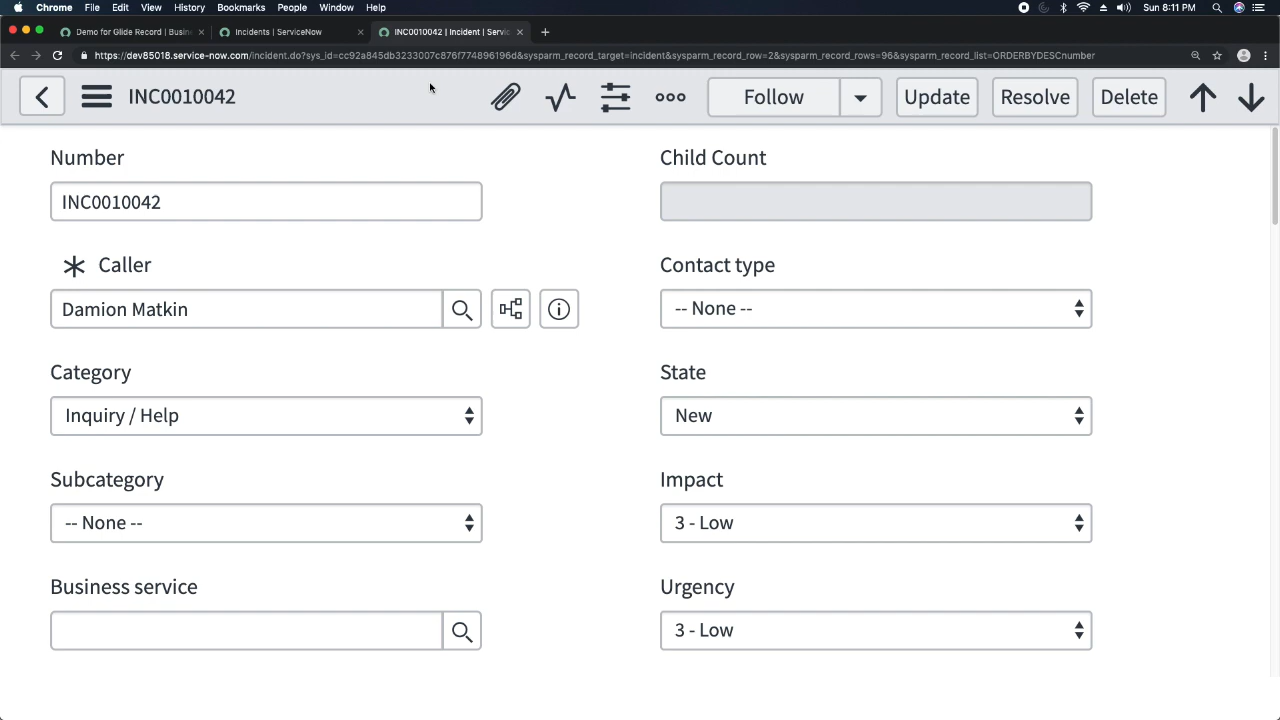 Chrome File Edit View History Bookmarks People Window Help Sun 8:11 PM
Demo for Glide Record | Busin Incidents | ServiceNow INC0010042 | Incident | Servic
https://dev85018.service-now.com/incident.do?sys_id=cc92a845db3233007c876f774896196d&sysparm_record_target=incident&sysparm_record_row=2&sysparm_record_rows=96&sysparm_record_list=ORDERBYDESCnumber
INC0010042 Follow Update Resolve Delete
Number Child Count
INC0010042
Caller Contact type
Damion Matkin -- None --
Category State
Inquiry / Help New
Subcategory Impact
-- None -- 3 - Low
Business service Urgency
3 - Low